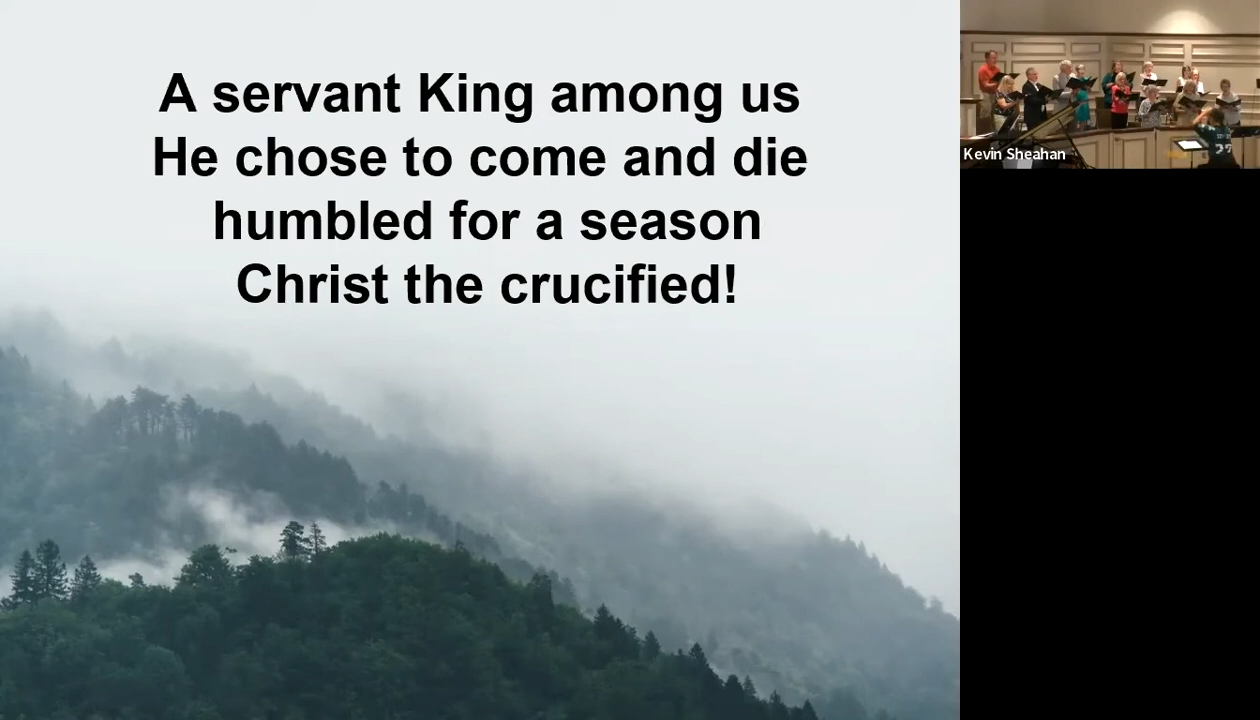 A servant King among us
He chose to come and die
humbled for a season
Christ the crucified!
Kevin Sheahan